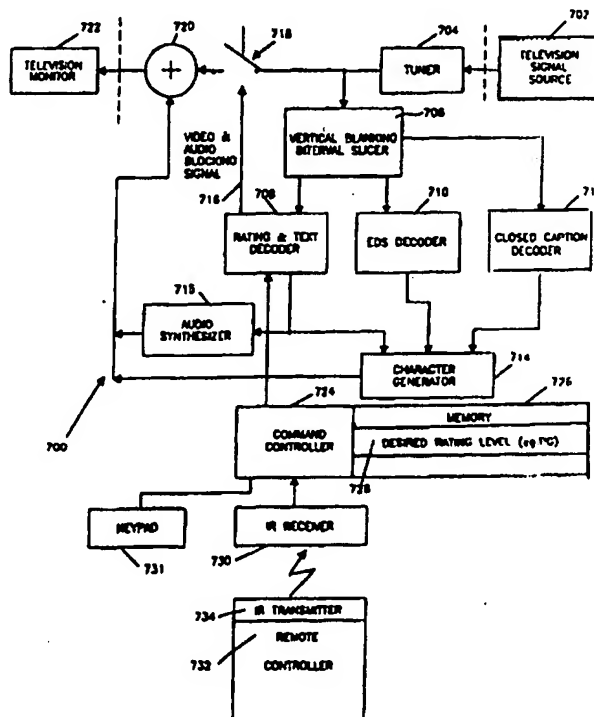 722
TELEVISION
MONITOR
720
+
718
704
TUNER
702
TELEVISION
SIGNAL
SOURCE
706
VERTICAL BLANKING
INTERVAL SLICER
VIDEO &
AUDIO
BLOCKING
SIGNAL
716
708
RATING & TEXT
DECODER
710
EDS DECODER
71
CLOSED CAPTION
DECODER
715
AUDIO
SYNTHESIZER
CHARACTER
GENERATOR
714
700
724
COMMAND
CONTROLLER
726
MEMORY
DESIRED RATING LEVEL (eg PG)
728
KEYPAD
731
IR RECEIVER
730
IR TRANSMITTER
734
REMOTE
CONTROLLER
732